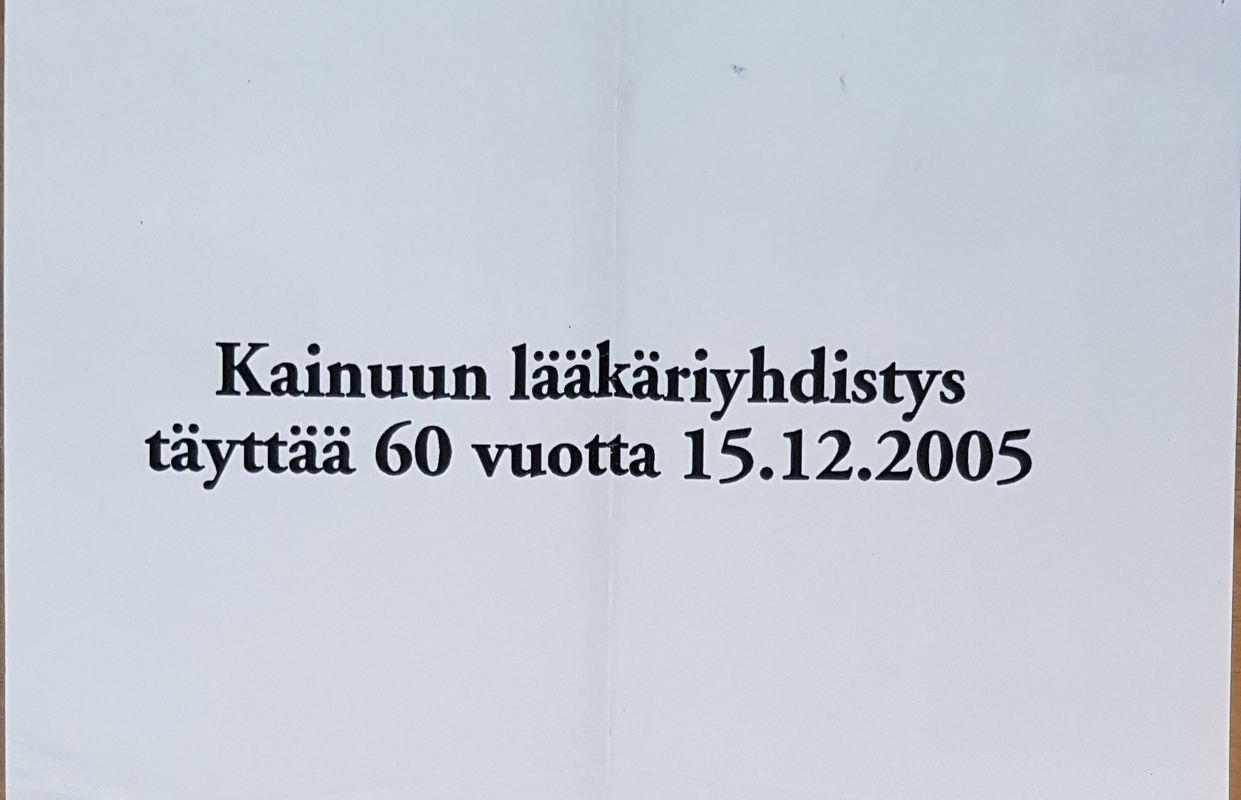 Kainuun lääkäriyhdistys
täyttää 60 vuotta 15.12.2005